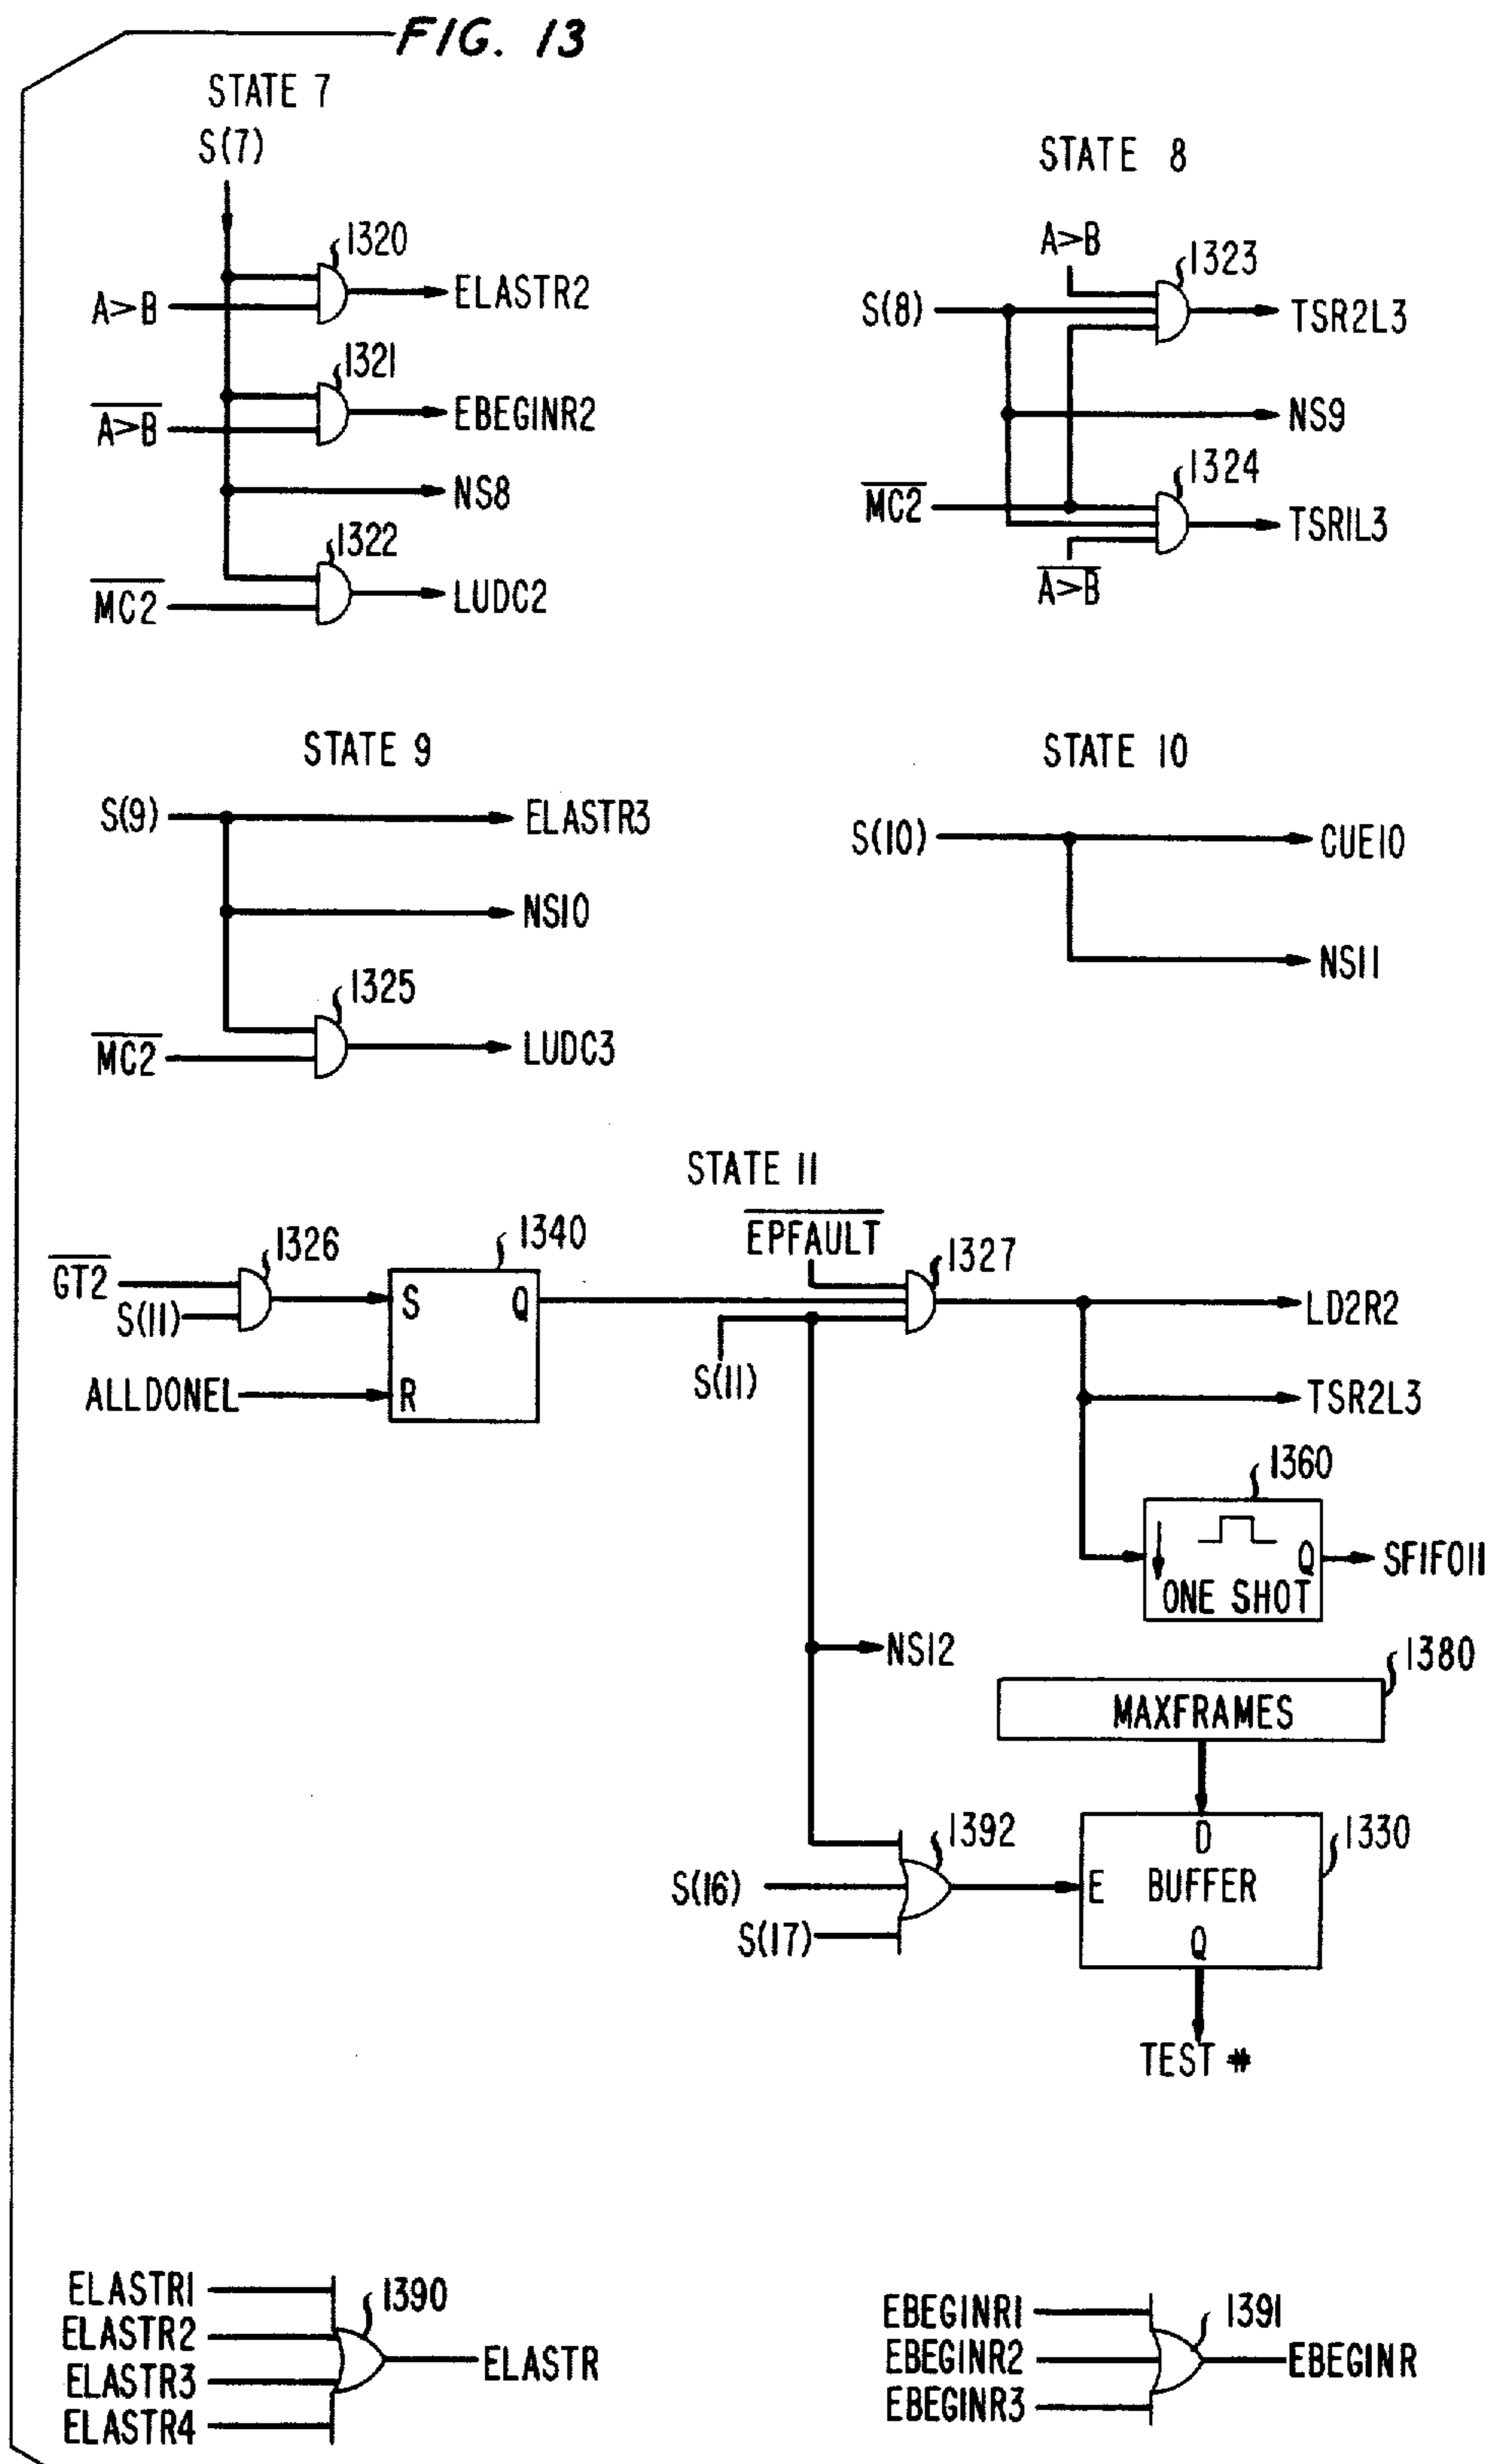 FIG. 13
STATE 7
S(7)
1320
A>B
ELASTR2
1321
A>B
EBEGINR2
NS8
1322
MC2
LUDC2
STATE 8
A>B
1323
S(8)
TSR2L3
NS9
1324
MC2
TSR1L3
A>B
STATE 9
S(9)
ELASTR3
NS10
1325
MC2
LUDC3
STATE 10
S(10)
CUE10
NS11
STATE 11
GT2
1326
S(11)
ALLDONEL
1340
S
Q
R
EPFAULT
1327
S(11)
LD2R2
TSR2L3
1360
Q
ONE SHOT
SFIFO11
NS12
1380
MAXFRAMES
1392
S(16)
S(17)
1330
D
E
BUFFER
Q
TEST #
ELASTR1
ELASTR2
ELASTR3
ELASTR4
1390
ELASTR
EBEGINR1
EBEGINR2
EBEGINR3
1391
EBEGINR